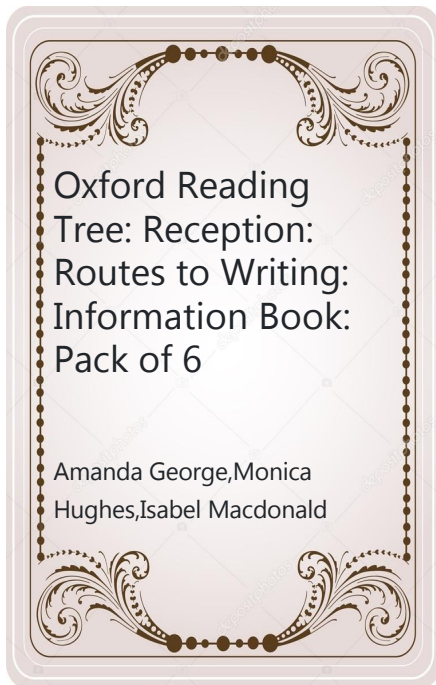 Oxford Reading
Tree: Reception:
Routes to Writing:
Information Book:
Pack of 6
Amanda George,Monica
Hughes,Isabel Macdonald